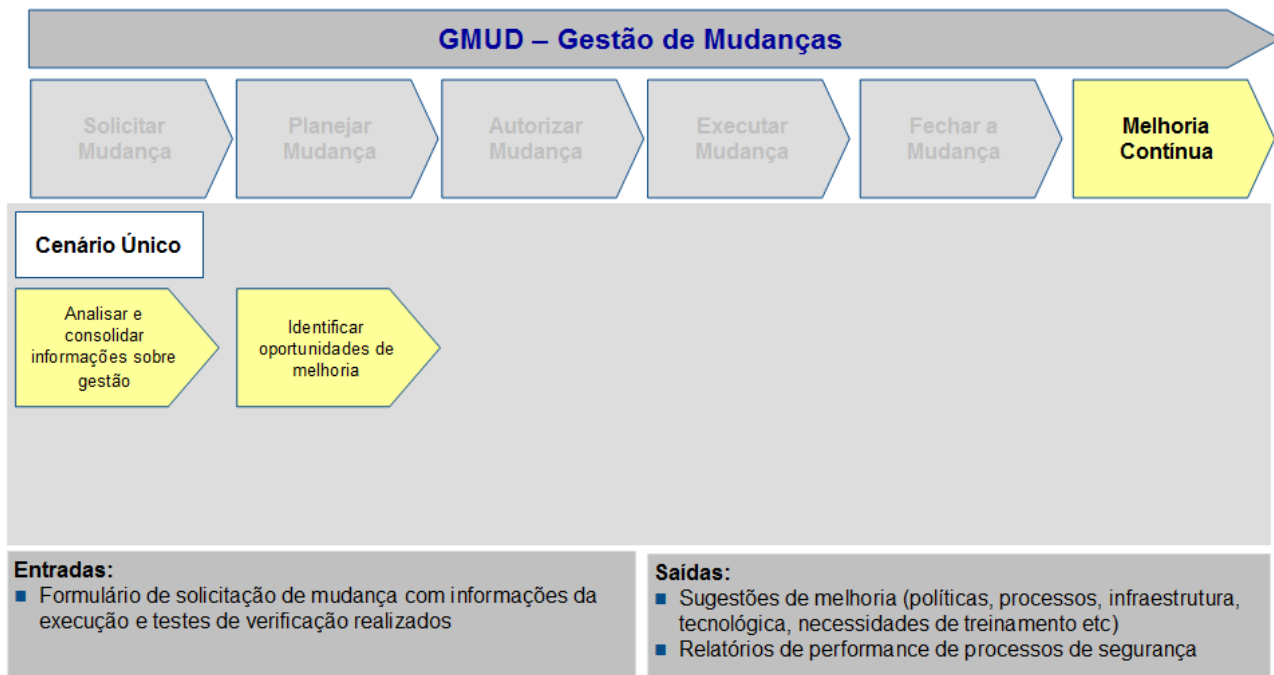 GMUD – Gestão de Mudanças
Solicitar
Mudança
Planejar
Mudança
Autorizar
Mudança
Executar
Mudança
Fechar a
Mudança
Melhoria
Contínua
Cenário Único
Analisar e
consolidar
informações sobre
gestão
Identificar
oportunidades de
melhoria
Entradas:
■ Formulário de solicitação de mudança com informações da
execução e testes de verificação realizados
Saídas:
■ Sugestões de melhoria (políticas, processos, infraestrutura,
tecnológica, necessidades de treinamento etc)
■ Relatórios de performance de processos de segurança